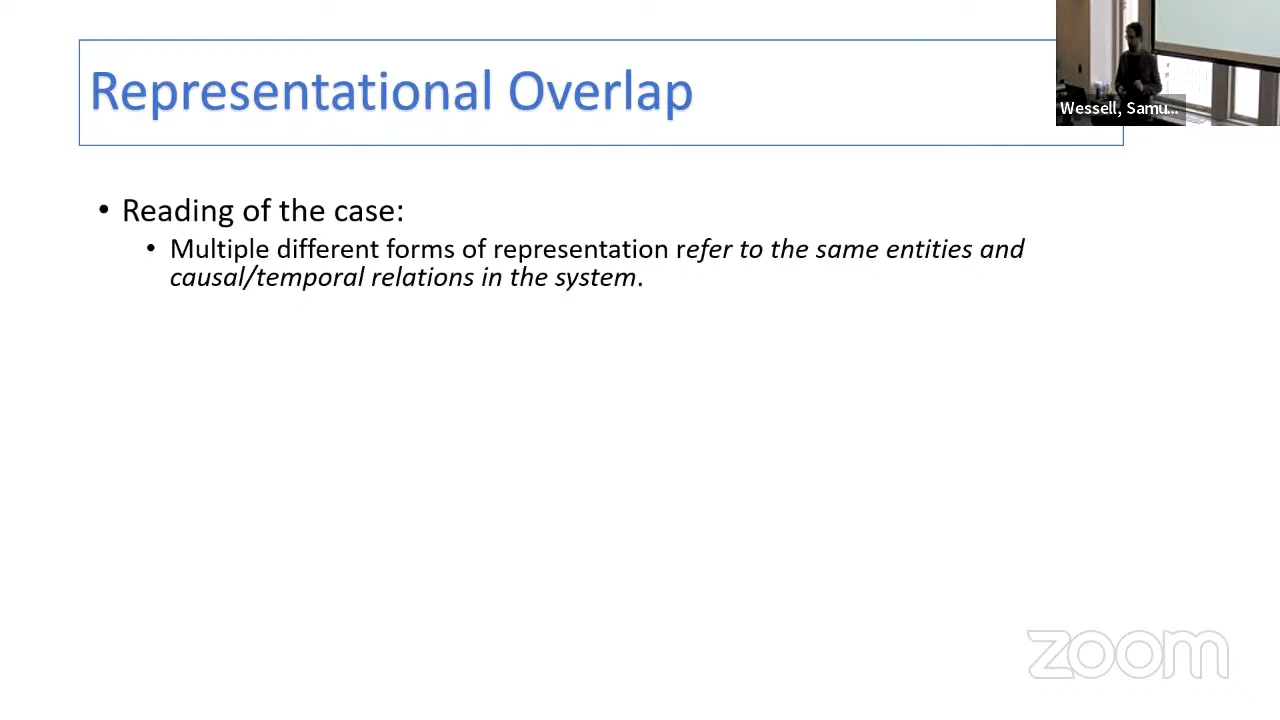 Representational Overlap
Wessell, Samu...
• Reading of the case:
• Multiple different forms of representation refer to the same entities and
causal/temporal relations in the system.
zoom